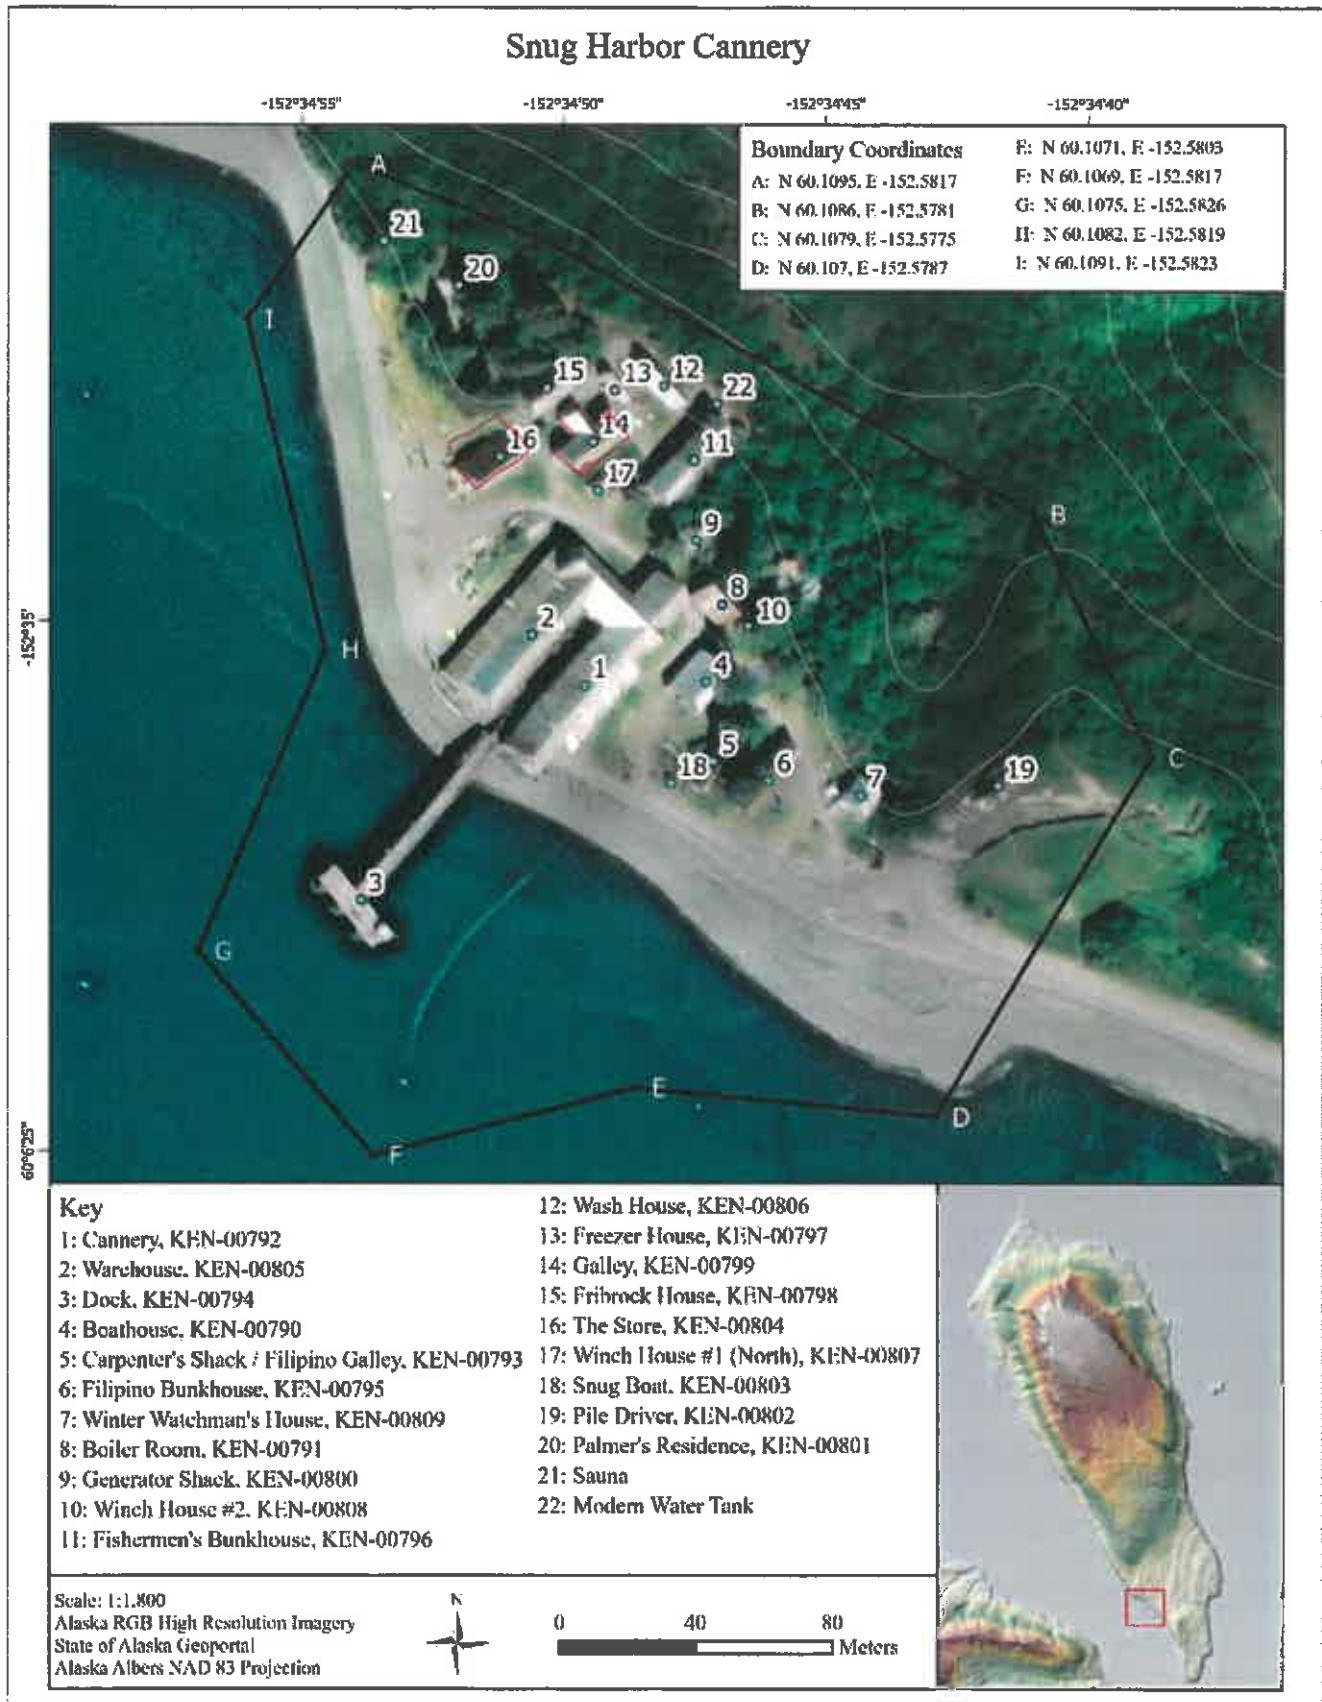 Snug Harbor Cannery
-152°34'55"
-152°34'50"
-152°34'45"
-152°34'40"
Boundary Coordinates
A: N 60.1095, E -152.5817
B: N 60.1086, E -152.5781
C: N 60.1079, E -152.5775
D: N 60.107, E -152.5787
E: N 60.1071, E -152.5803
F: N 60.1069, E -152.5817
G: N 60.1075, E -152.5826
H: N 60.1082, E -152.5819
I: N 60.1091, E -152.5823
A
21
20
I
15
13
12
22
16
14
11
17
B
9
8
10
2
-152°35'
H
4
1
5
C
18
6
7
19
3
G
E
D
F
60°6'25"
Key
1: Cannery, KEN-00792
2: Warehouse, KEN-00805
3: Dock, KEN-00794
4: Boathouse, KEN-00790
5: Carpenter's Shack / Filipino Galley, KEN-00793
6: Filipino Bunkhouse, KEN-00795
7: Winter Watchman's House, KEN-00809
8: Boiler Room, KEN-00791
9: Generator Shack, KEN-00800
10: Winch House #2, KEN-00808
11: Fishermen's Bunkhouse, KEN-00796
12: Wash House, KEN-00806
13: Freezer House, KEN-00797
14: Galley, KEN-00799
15: Fribrock House, KEN-00798
16: The Store, KEN-00804
17: Winch House #1 (North), KEN-00807
18: Snug Boat, KEN-00803
19: Pile Driver, KEN-00802
20: Palmer's Residence, KEN-00801
21: Sauna
22: Modern Water Tank
Scale: 1:1,800
Alaska RGB High Resolution Imagery
State of Alaska Geoportal
Alaska Albers NAD 83 Projection
N
0 40 80
Meters